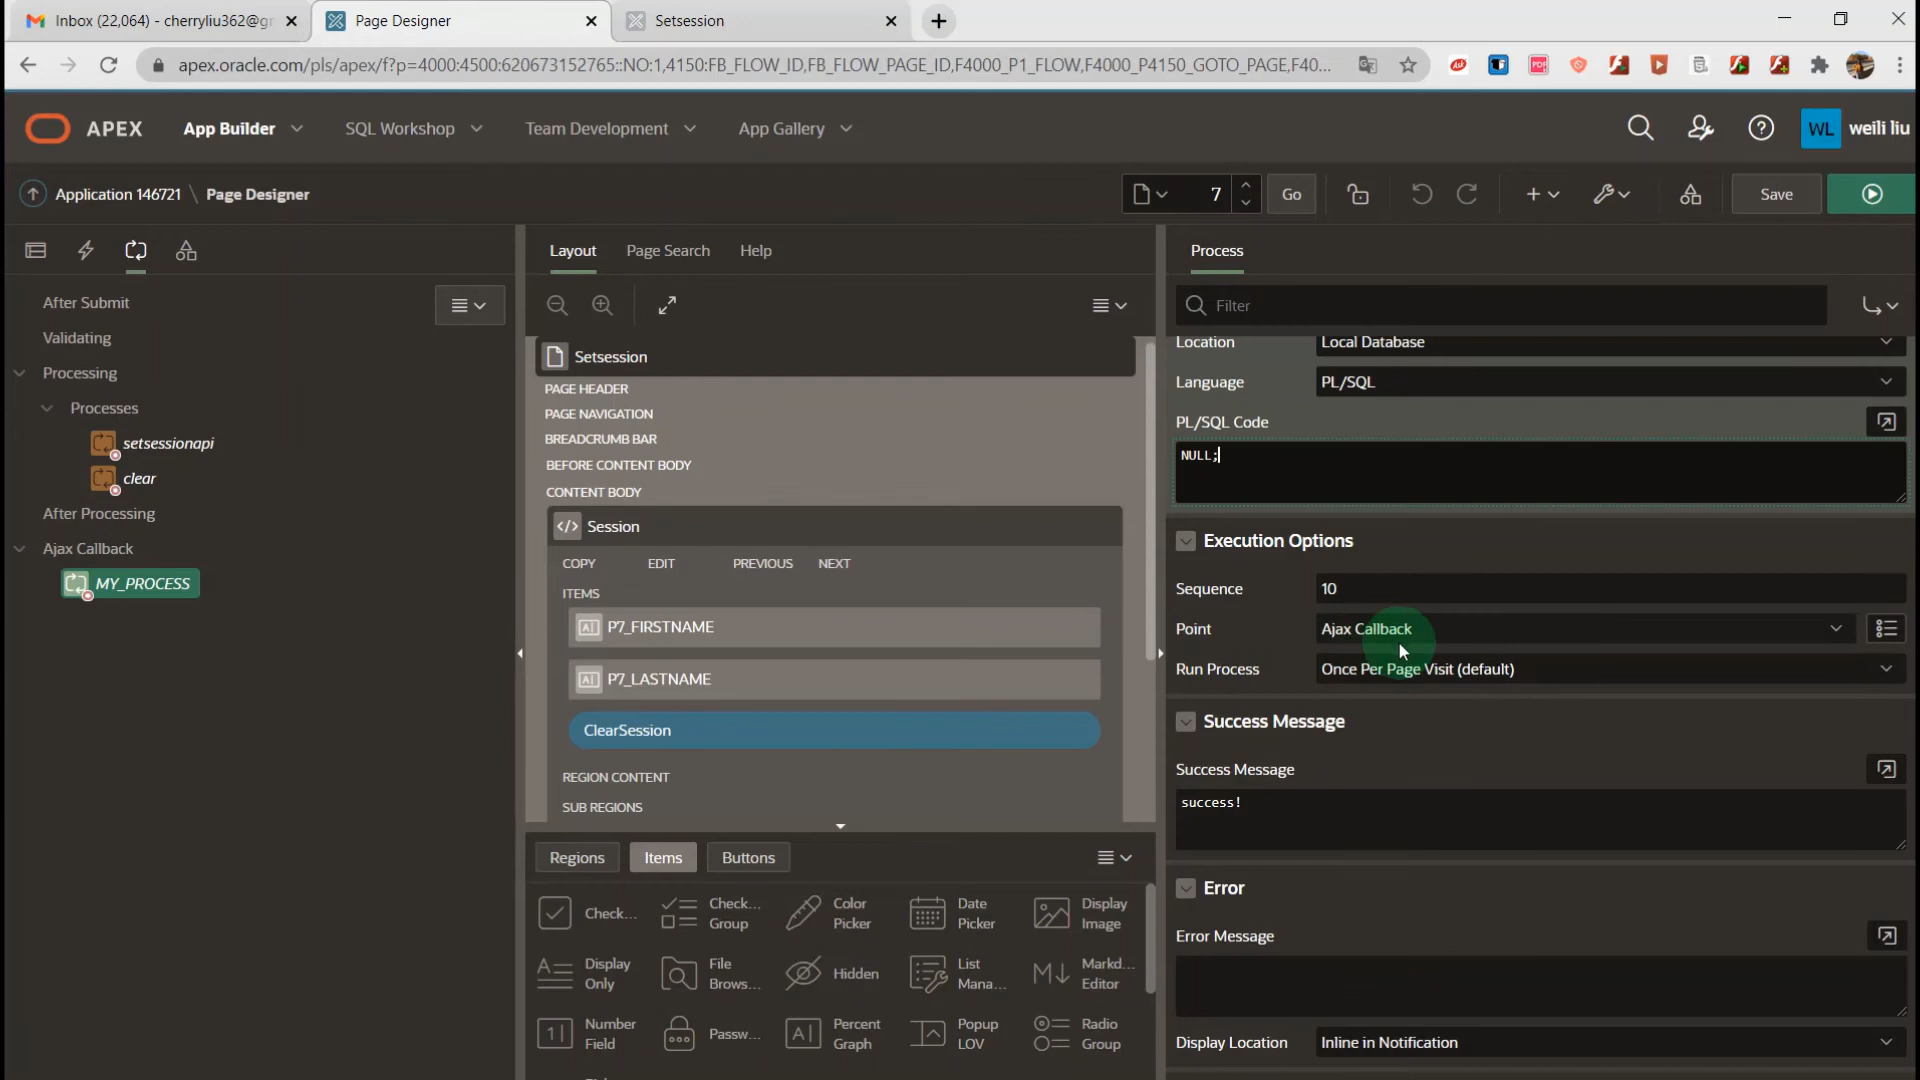 Inbox (22,064) - cherryliu362@g
Page Designer
Setsession
apex.oracle.com/pls/apex/f?p=4000:4500:620673152765::NO:1,4150:FB_FLOW_ID,FB_FLOW_PAGE_ID,F4000_P1_FLOW,F4000_P4150_GOTO_PAGE,F40...
APEX
App Builder
SQL Workshop
Team Development
App Gallery
WL
weili liu
Application 146721 \ Page Designer
7
Go
Save
After Submit
Validating
Processing
Processes
setsessionapi
clear
After Processing
Ajax Callback
MY_PROCESS
Layout
Page Search
Help
Setsession
PAGE HEADER
PAGE NAVIGATION
BREADCRUMB BAR
BEFORE CONTENT BODY
CONTENT BODY
</> Session
COPY
EDIT
PREVIOUS
NEXT
ITEMS
P7_FIRSTNAME
P7_LASTNAME
ClearSession
REGION CONTENT
SUB REGIONS
Regions
Items
Buttons
Check...
Check... Group
Color Picker
Date Picker
Display Image
Display Only
File Brows...
Hidden
List Mana...
Markd... Editor
Number Field
Passw...
Percent Graph
Popup LOV
Radio Group
Process
Filter
Location
Local Database
Language
PL/SQL
PL/SQL Code
NULL;
Execution Options
Sequence
10
Point
Ajax Callback
Run Process
Once Per Page Visit (default)
Success Message
Success Message
success!
Error
Error Message
Display Location
Inline in Notification